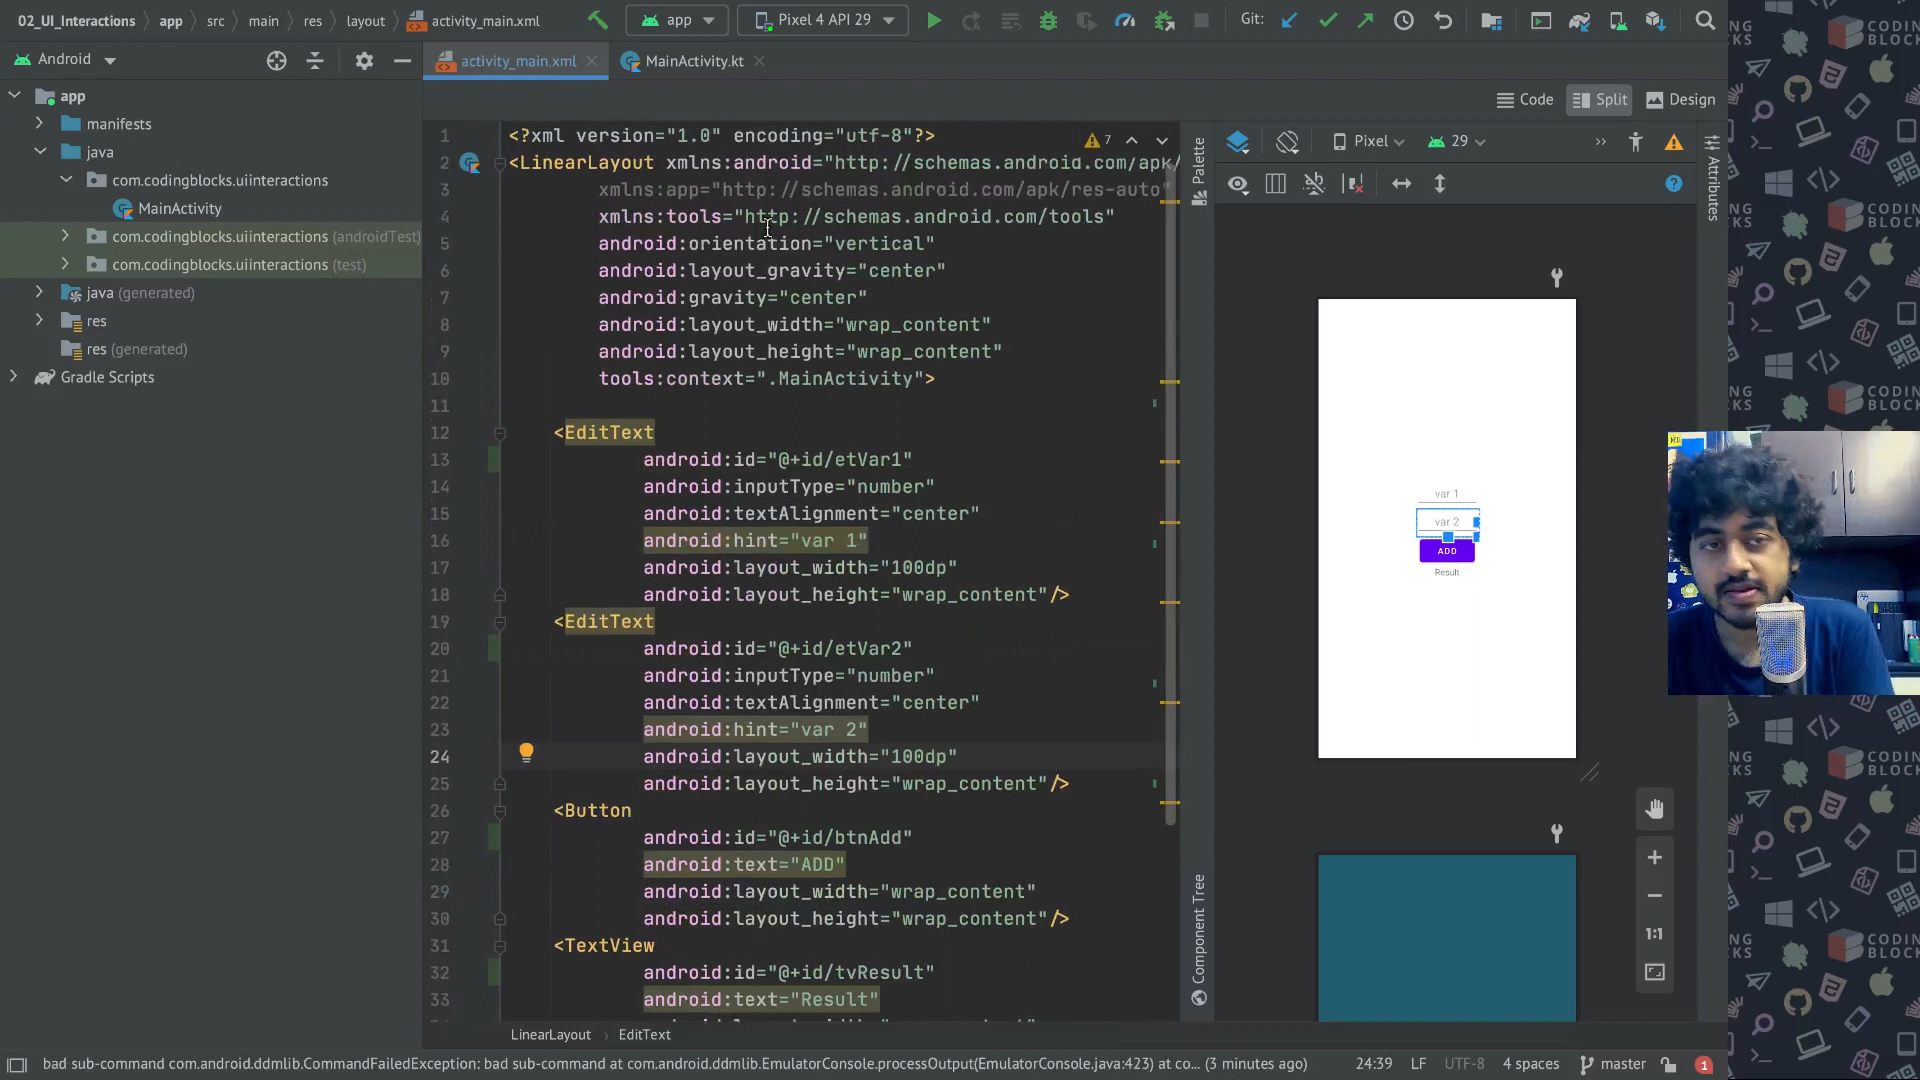 02_UI_Interactions > app > src > main > res > layout > activity_main.xml
app
Pixel 4 API 29
Git:
Android
activity_main.xml
MainActivity.kt
Code
Split
Design
app
manifests
java
com.codingblocks.uiinteractions
MainActivity
com.codingblocks.uiinteractions (androidTest)
com.codingblocks.uiinteractions (test)
java (generated)
res
res (generated)
Gradle Scripts
7
1 <?xml version="1.0" encoding="utf-8"?>
2 <LinearLayout xmlns:android="http://schemas.android.com/apk/
3 xmlns:app="http://schemas.android.com/apk/res-auto"
4 xmlns:tools="http://schemas.android.com/tools"
5 android:orientation="vertical"
6 android:layout_gravity="center"
7 android:gravity="center"
8 android:layout_width="wrap_content"
9 android:layout_height="wrap_content"
10 tools:context=".MainActivity">
11
12 <EditText
13 android:id="@+id/etVar1"
14 android:inputType="number"
15 android:textAlignment="center"
16 android:hint="var 1"
17 android:layout_width="100dp"
18 android:layout_height="wrap_content"/>
19 <EditText
20 android:id="@+id/etVar2"
21 android:inputType="number"
22 android:textAlignment="center"
23 android:hint="var 2"
24 android:layout_width="100dp"
25 android:layout_height="wrap_content"/>
26 <Button
27 android:id="@+id/btnAdd"
28 android:text="ADD"
29 android:layout_width="wrap_content"
30 android:layout_height="wrap_content"/>
31 <TextView
32 android:id="@+id/tvResult"
33 android:text="Result"
Palette
Component Tree
Pixel
29
Attributes
var 1
var 2
ADD
Result
1:1
LinearLayout > EditText
bad sub-command com.android.ddmlib.CommandFailedException: bad sub-command at com.android.ddmlib.EmulatorConsole.processOutput(EmulatorConsole.java:423) at co... (3 minutes ago)
24:39
LF
UTF-8
4 spaces
master
1